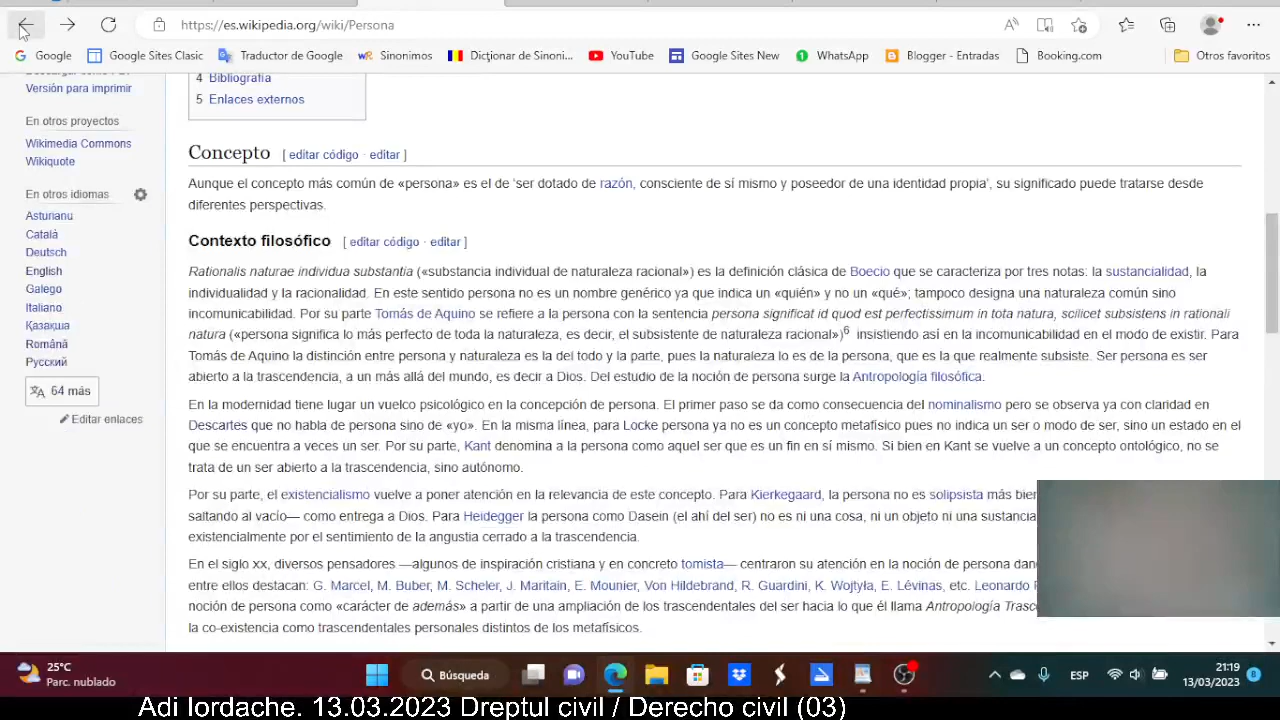 https://es.wikipedia.org/wiki/Persona
Google Google Sites Clasic Traductor de Google Sinonimos Dicționar de Sinoni... YouTube Google Sites New WhatsApp Blogger - Entradas Booking.com Otros favoritos
Versión para imprimir
En otros proyectos
Wikimedia Commons
Wikiquote
En otros idiomas
Asturianu
Català
Deutsch
English
Galego
Italiano
Қазақша
Română
Русский
64 más
Editar enlaces
4 Bibliografía
5 Enlaces externos
Concepto [ editar código · editar ]
Aunque el concepto más común de «persona» es el de 'ser dotado de razón, consciente de sí mismo y poseedor de una identidad propia', su significado puede tratarse desde
diferentes perspectivas.
Contexto filosófico [ editar código · editar ]
Rationalis naturae individua substantia («substancia individual de naturaleza racional») es la definición clásica de Boecio que se caracteriza por tres notas: la sustancialidad, la
individualidad y la racionalidad. En este sentido persona no es un nombre genérico ya que indica un «quién» y no un «qué»; tampoco designa una naturaleza común sino
incomunicabilidad. Por su parte Tomás de Aquino se refiere a la persona con la sentencia persona significat id quod est perfectissimum in tota natura, scilicet subsistens in rationali
natura («persona significa lo más perfecto de toda la naturaleza, es decir, el subsistente de naturaleza racional»)6 insistiendo así en la incomunicabilidad en el modo de existir. Para
Tomás de Aquino la distinción entre persona y naturaleza es la del todo y la parte, pues la naturaleza lo es de la persona, que es la que realmente subsiste. Ser persona es ser
abierto a la trascendencia, a un más allá del mundo, es decir a Dios. Del estudio de la noción de persona surge la Antropología filosófica.
En la modernidad tiene lugar un vuelco psicológico en la concepción de persona. El primer paso se da como consecuencia del nominalismo pero se observa ya con claridad en
Descartes que no habla de persona sino de «yo». En la misma línea, para Locke persona ya no es un concepto metafísico pues no indica un ser o modo de ser, sino un estado en el
que se encuentra a veces un ser. Por su parte, Kant denomina a la persona como aquel ser que es un fin en sí mismo. Si bien en Kant se vuelve a un concepto ontológico, no se
trata de un ser abierto a la trascendencia, sino autónomo.
Por su parte, el existencialismo vuelve a poner atención en la relevancia de este concepto. Para Kierkegaard, la persona no es solipsista más bien
saltando al vacío— como entrega a Dios. Para Heidegger la persona como Dasein (el ahí del ser) no es ni una cosa, ni un objeto ni una sustancia
existencialmente por el sentimiento de la angustia cerrado a la trascendencia.
En el siglo xx, diversos pensadores —algunos de inspiración cristiana y en concreto tomista— centraron su atención en la noción de persona
entre ellos destacan: G. Marcel, M. Buber, M. Scheler, J. Maritain, E. Mounier, Von Hildebrand, R. Guardini, K. Wojtyła, E. Lévinas, etc. Leonardo
noción de persona como «carácter de además» a partir de una ampliación de los trascendentales del ser hacia lo que él llama Antropología
la co-existencia como trascendentales personales distintos de los metafísicos.
25°C
Parc. nublado
Búsqueda
ESP
21:19
13/03/2023
8
Adi Iordache. 13.03.2023 Dreptul civil / Derecho civil (03)